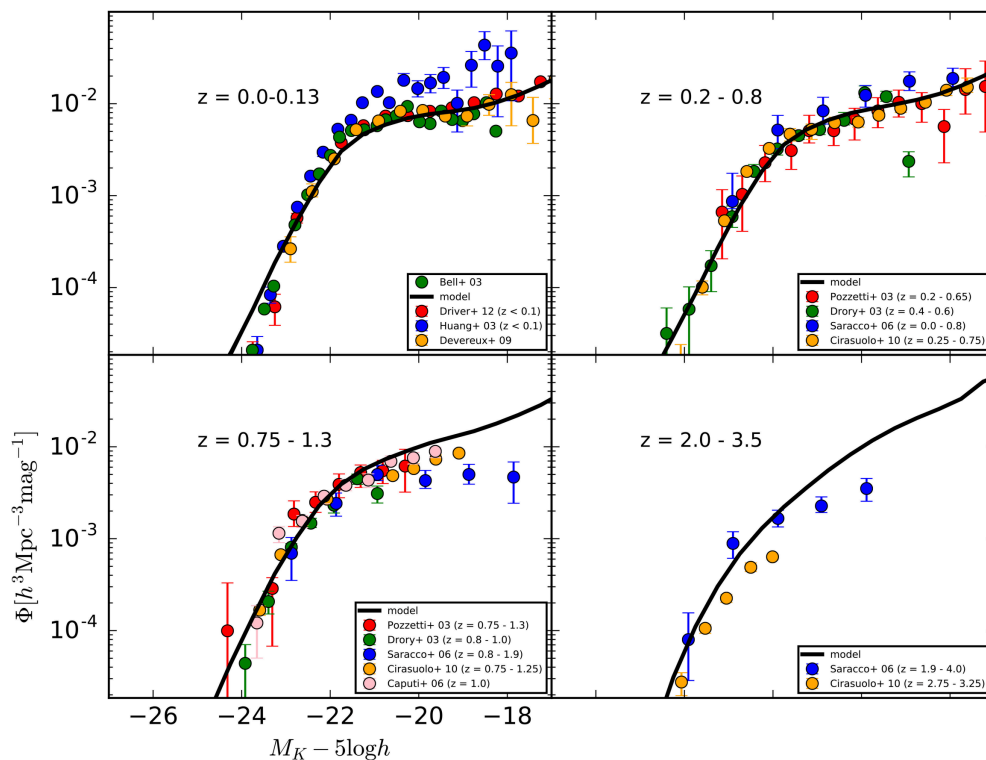 z = 0.0-0.13
z = 0.2 - 0.8
10⁻²
10⁻³
10⁻⁴
Bell+ 03
model
Driver+ 12 (z < 0.1)
Huang+ 03 (z < 0.1)
Devereux+ 09
Pozzetti+ 03 (z = 0.2 - 0.65)
Drory+ 03 (z = 0.4 - 0.6)
Saracco+ 06 (z = 0.0 - 0.8)
Cirasuolo+ 10 (z = 0.25 - 0.75)
z = 0.75 - 1.3
z = 2.0 - 3.5
10⁻²
10⁻³
10⁻⁴
Φ[h³Mpc⁻³mag⁻¹]
model
Pozzetti+ 03 (z = 0.75 - 1.3)
Drory+ 03 (z = 0.8 - 1.0)
Saracco+ 06 (z = 0.8 - 1.9)
Cirasuolo+ 10 (z = 0.75 - 1.25)
Caputi+ 06 (z = 1.0)
model
Saracco+ 06 (z = 1.9 - 4.0)
Cirasuolo+ 10 (z = 2.75 - 3.25)
−26 −24 −22 −20 −18
M_K − 5logh